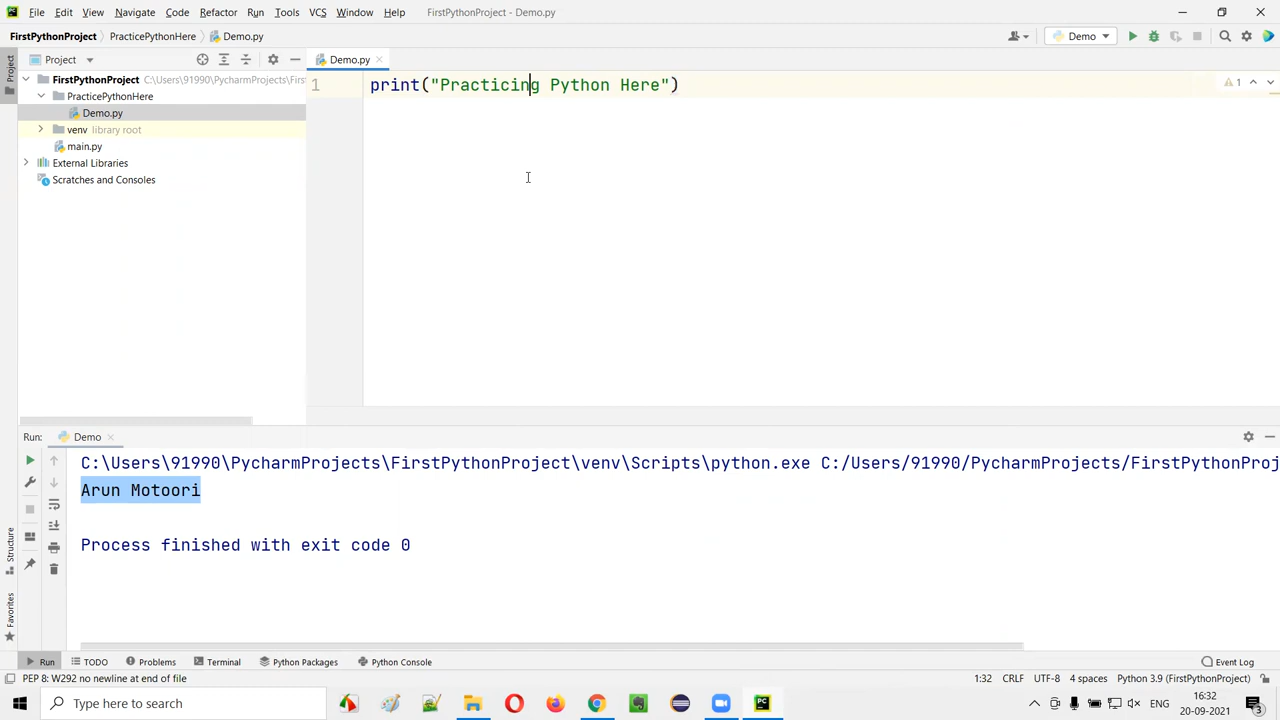 File Edit View Navigate Code Refactor Run Tools VCS Window Help FirstPythonProject - Demo.py
FirstPythonProject PracticePythonHere Demo.py Demo
Project Project Demo.py
FirstPythonProject C:\Users\91990\PycharmProjects\Firs
PracticePythonHere
Demo.py
venv library root
main.py
External Libraries
Scratches and Consoles
1 print("Practicing Python Here") 1
Run: Demo
C:\Users\91990\PycharmProjects\FirstPythonProject\venv\Scripts\python.exe C:/Users/91990/PycharmProjects/FirstPythonProj
Arun Motoori
Process finished with exit code 0
Structure
Favorites
Run TODO Problems Terminal Python Packages Python Console Event Log
PEP 8: W292 no newline at end of file 1:32 CRLF UTF-8 4 spaces Python 3.9 (FirstPythonProject)
Type here to search ENG 16:32
20-09-2021 3